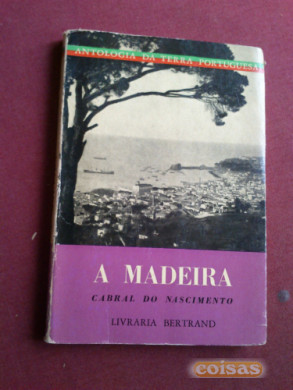 ANTOLOGIA DA TERRA PORTUGUESA
A MADEIRA
CABRAL DO NASCIMENTO
LIVRARIA BERTRAND
coisas